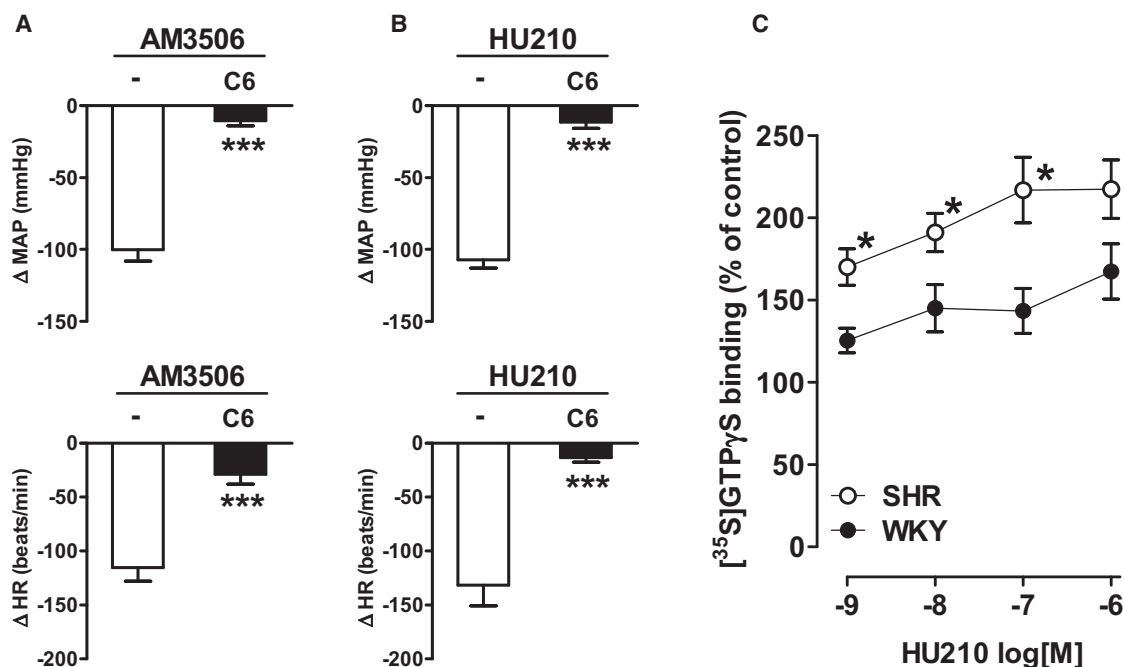 A
AM3506
- C6
0
-50
-100
-150
Δ MAP (mmHg)
***
AM3506
- C6
0
-50
-100
-150
-200
Δ HR (beats/min)
***
B
HU210
- C6
0
-50
-100
-150
Δ MAP (mmHg)
***
HU210
- C6
0
-50
-100
-150
-200
Δ HR (beats/min)
***
C
[³⁵S]GTPγS binding (% of control)
250
200
150
100
50
0
* * *
SHR
WKY
-9 -8 -7 -6
HU210 log[M]